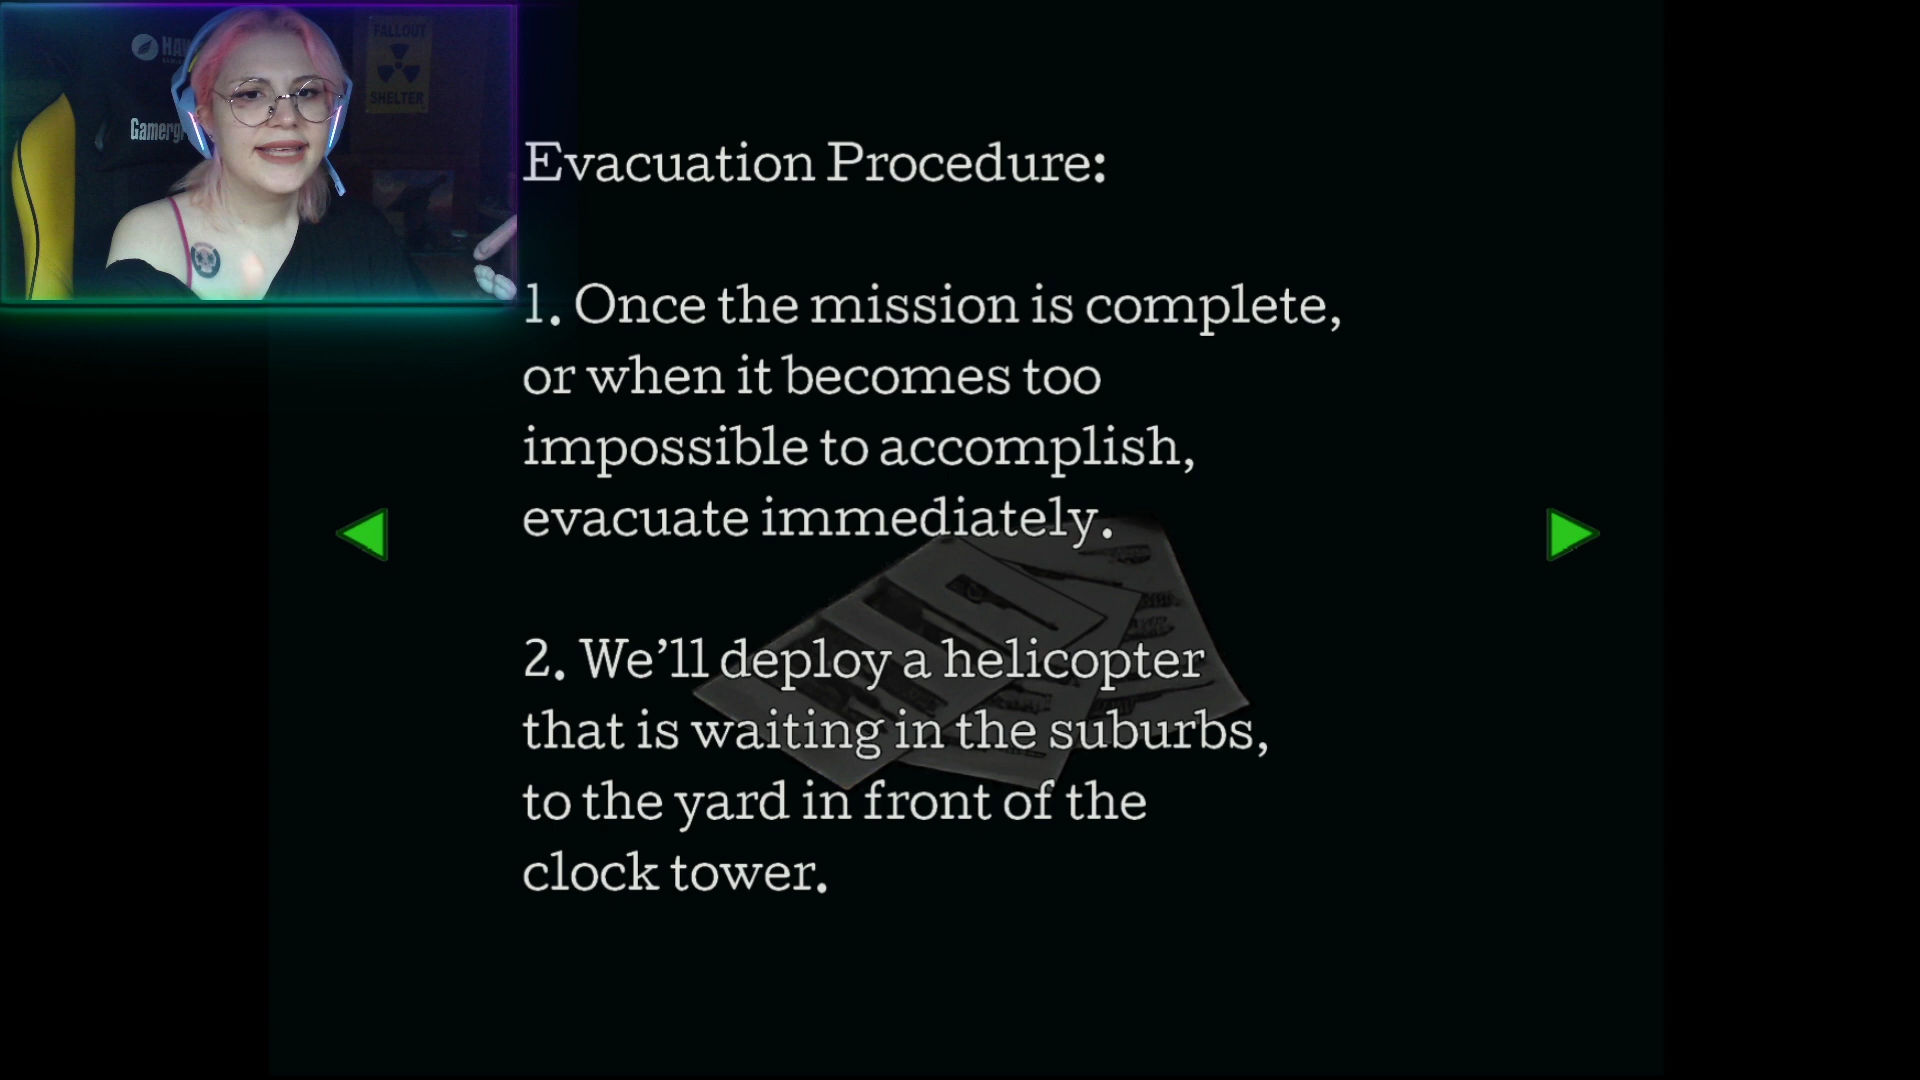 FALLOUT
SHELTER
Evacuation Procedure:
1. Once the mission is complete,
or when it becomes too
impossible to accomplish,
evacuate immediately.
2. We'll deploy a helicopter
that is waiting in the suburbs,
to the yard in front of the
clock tower.